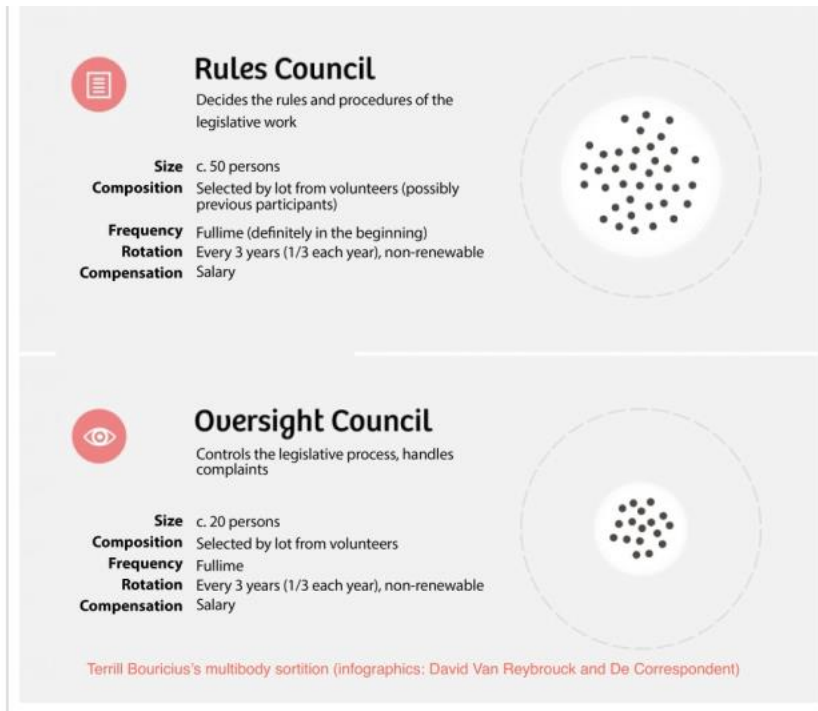 Rules Council
Decides the rules and procedures of the
legislative work
Size c. 50 persons
Composition Selected by lot from volunteers (possibly
previous participants)
Frequency Fullime (definitely in the beginning)
Rotation Every 3 years (1/3 each year), non-renewable
Compensation Salary
Oversight Council
Controls the legislative process, handles
complaints
Size c. 20 persons
Composition Selected by lot from volunteers
Frequency Fullime
Rotation Every 3 years (1/3 each year), non-renewable
Compensation Salary
Terrill Bouricius's multibody sortition (infographics: David Van Reybrouck and De Correspondent)